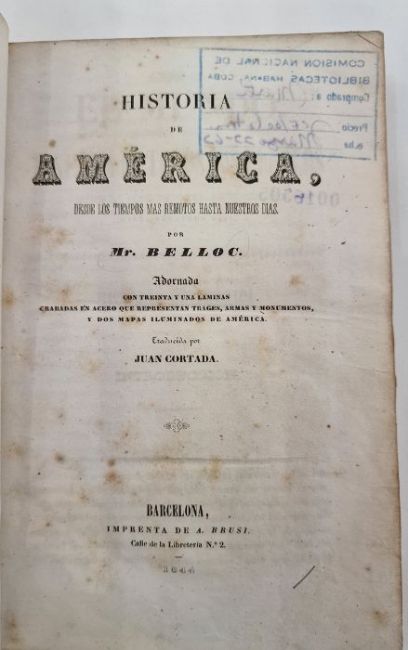 HISTORIA
DE
AMÉRICA,
DESDE LOS TIEMPOS MAS REMOTOS HASTA NUESTROS DIAS.
POR
Mr. BELLOC.
Adornada
CON TREINTA Y UNA LAMINAS
GRABADAS EN ACERO QUE REPRESENTAN TRAGES, ARMAS Y MONUMENTOS,
Y DOS MAPAS ILUMINADOS DE AMÉRICA.
Traducida por
JUAN CORTADA.
BARCELONA,
IMPRENTA DE A. BRUSI.
Calle de la Libretería N.º 2.
COMISION NACIONAL DE
BIBLIOTECAS HABANA, CUBA
Comprado a:
Precio